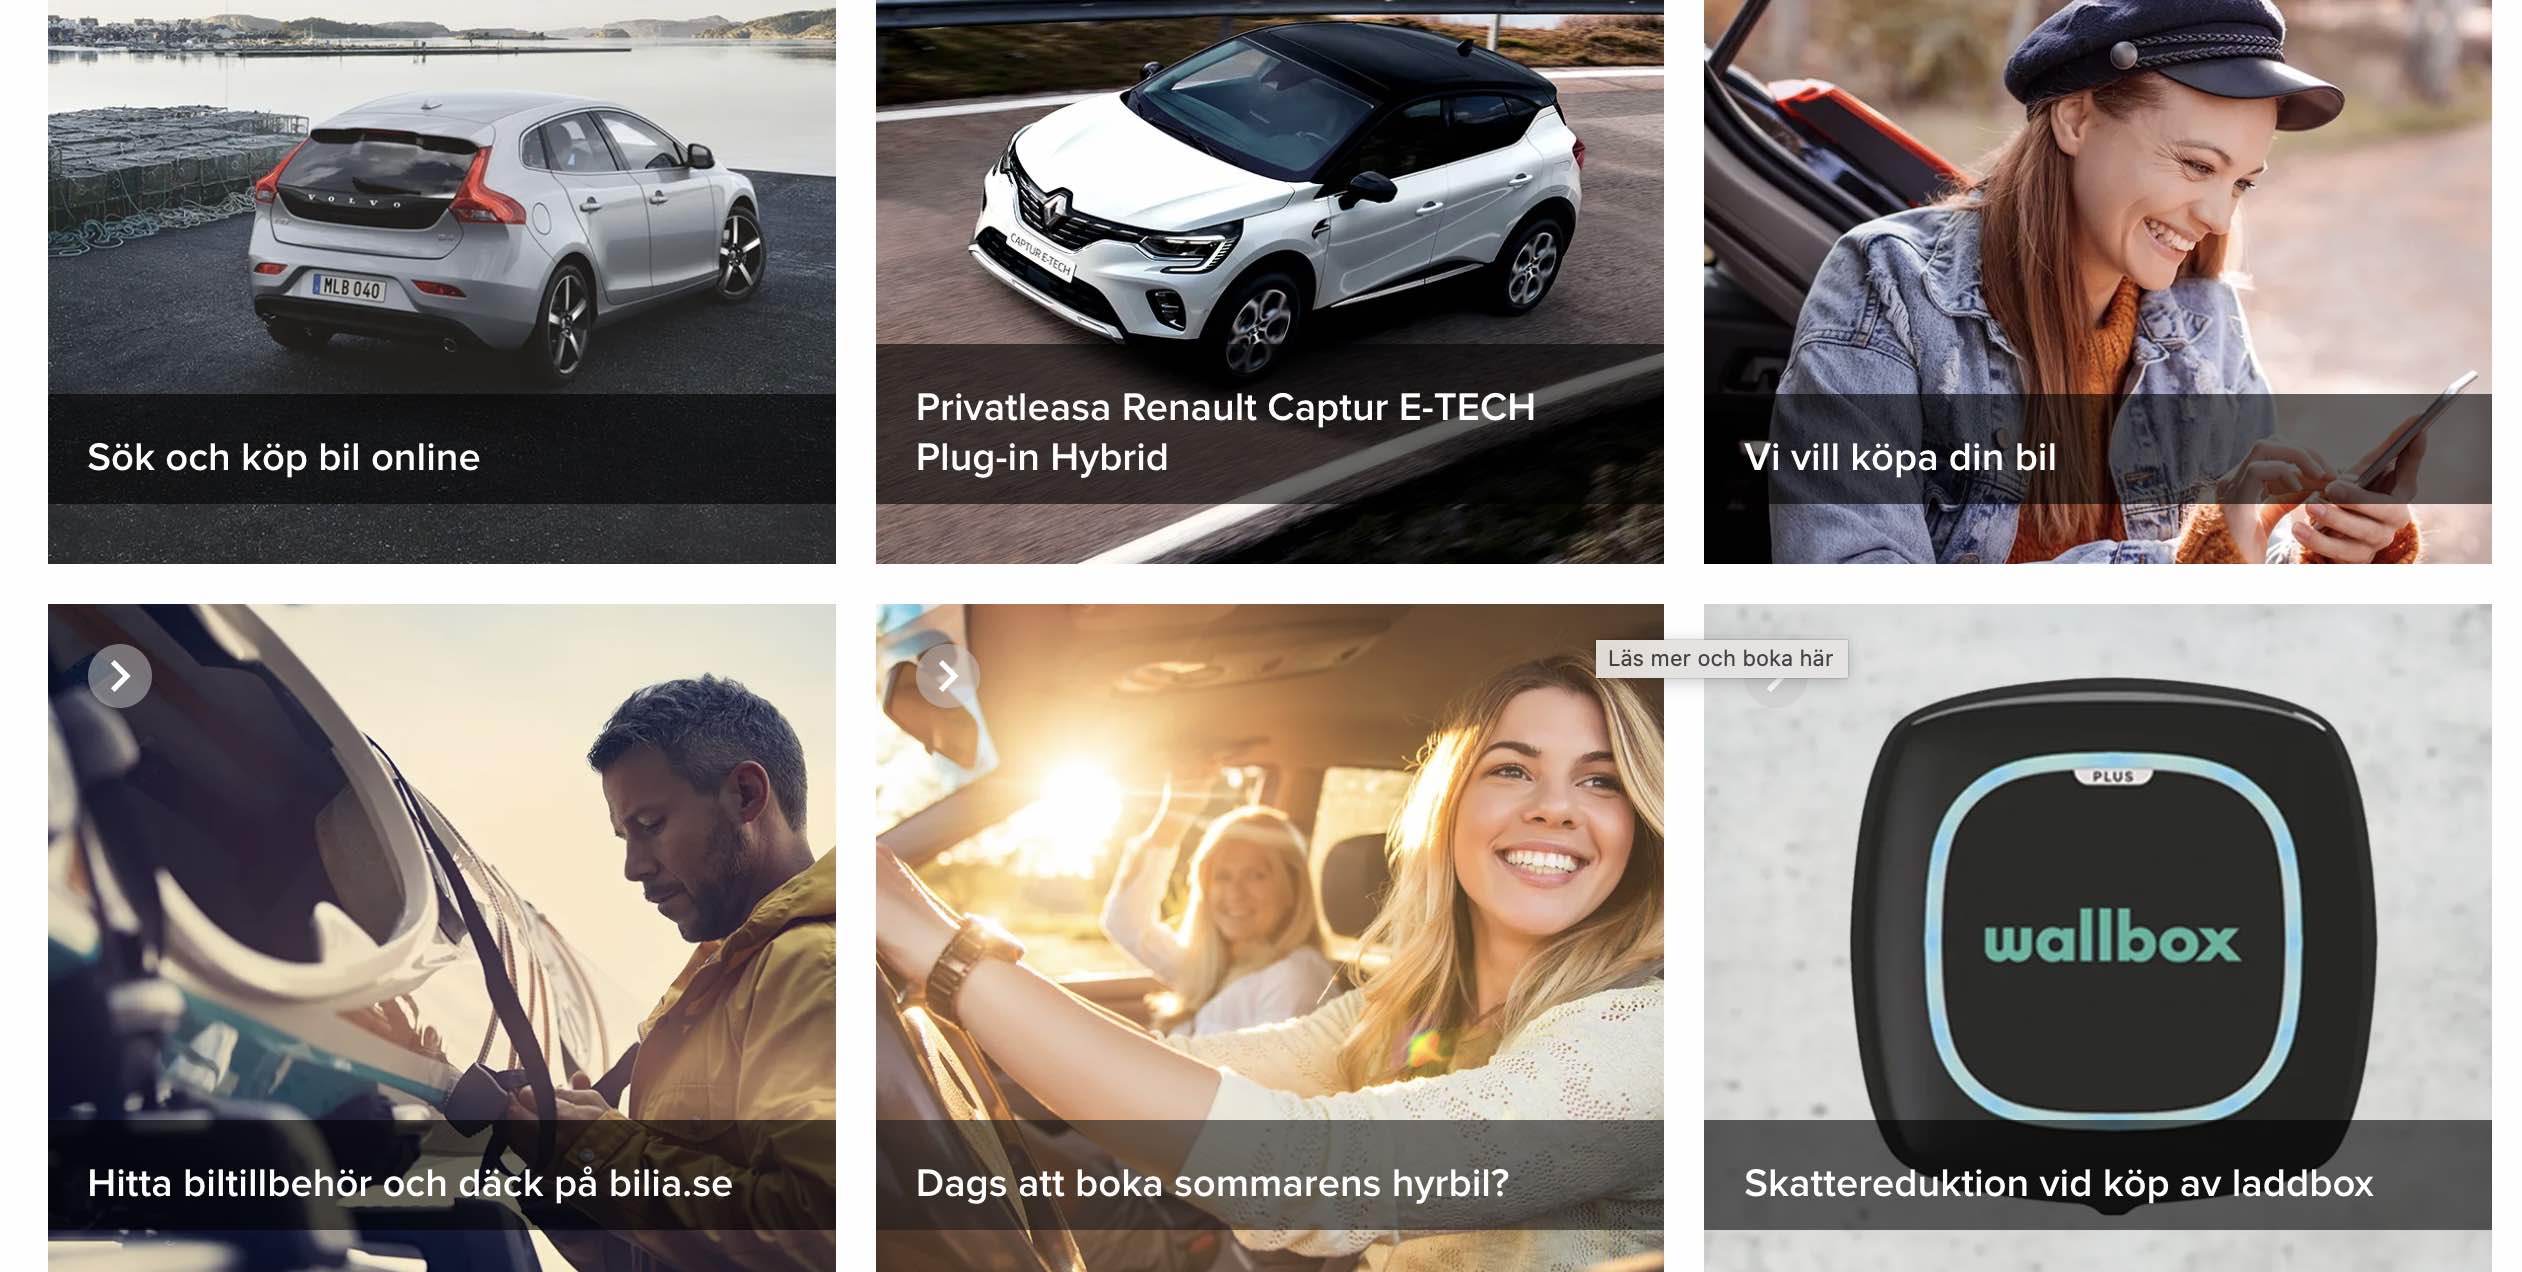 VOLVO
MLB 040
Sök och köp bil online
CAPTUR E-TECH
Privatleasa Renault Captur E-TECH
Plug-in Hybrid
Vi vill köpa din bil
Hitta biltillbehör och däck på bilia.se
Dags att boka sommarens hyrbil?
Läs mer och boka här
PLUS
wallbox
Skattereduktion vid köp av laddbox